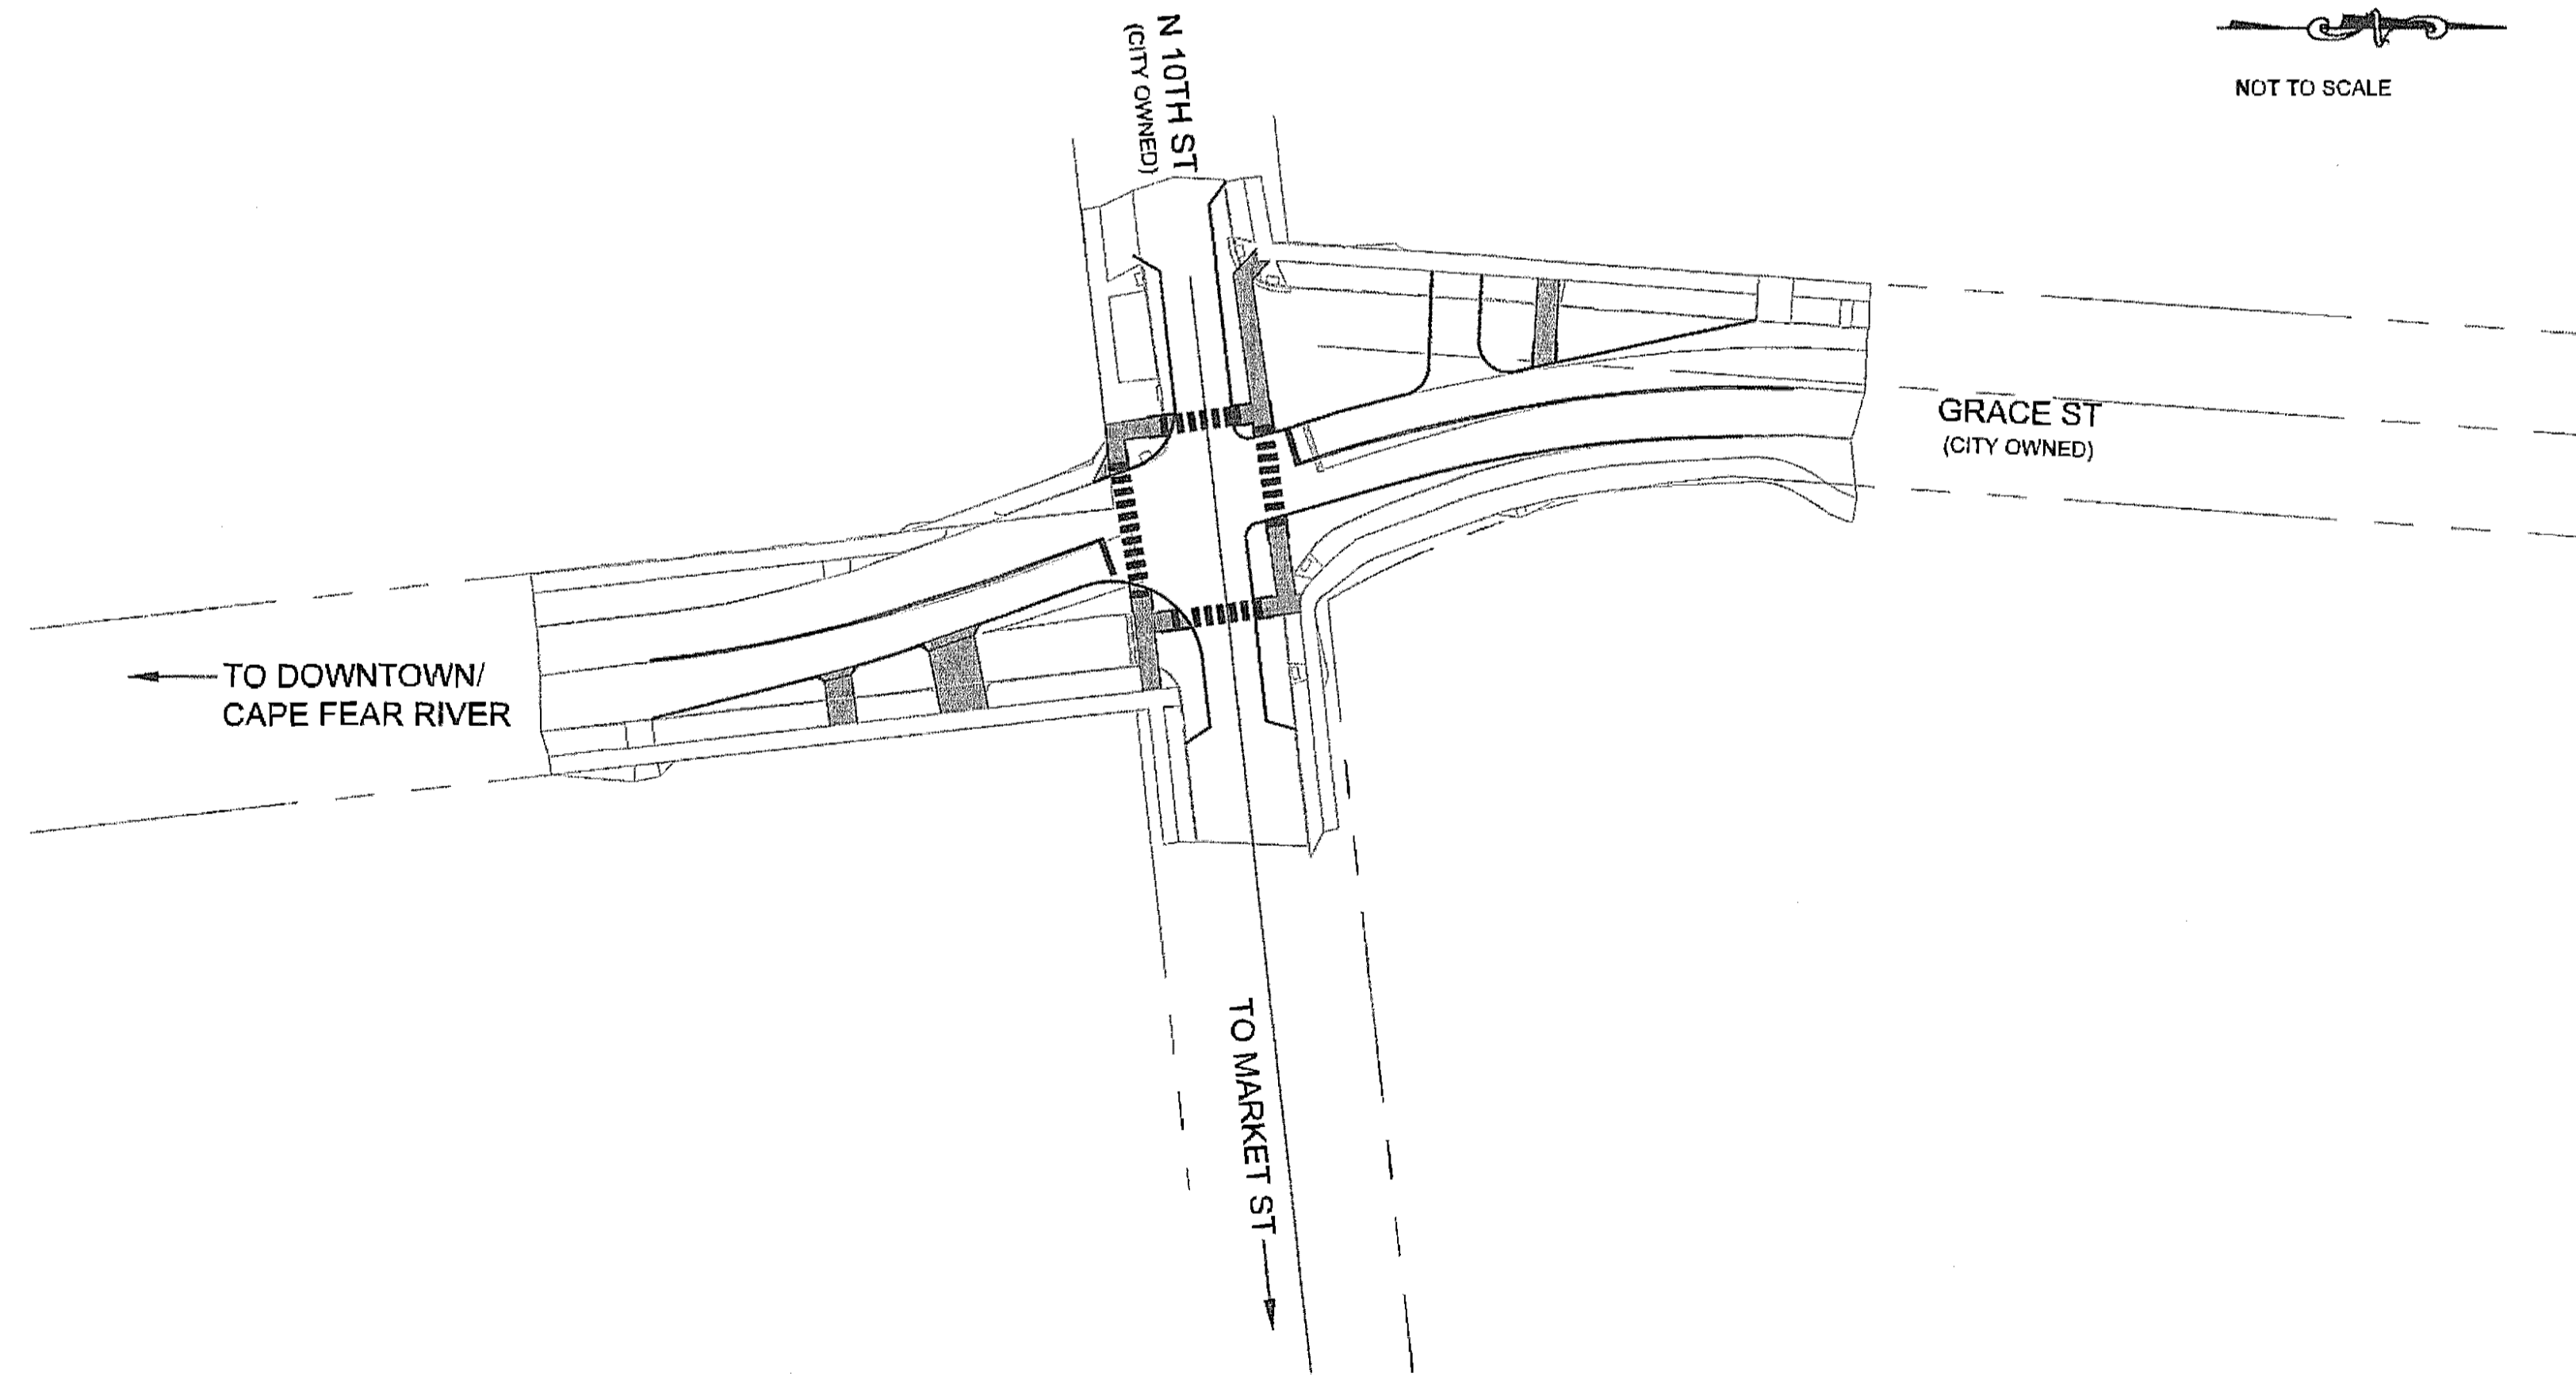 N 10TH ST
(CITY OWNED)
NOT TO SCALE
GRACE ST
(CITY OWNED)
TO DOWNTOWN/
CAPE FEAR RIVER
TO MARKET ST